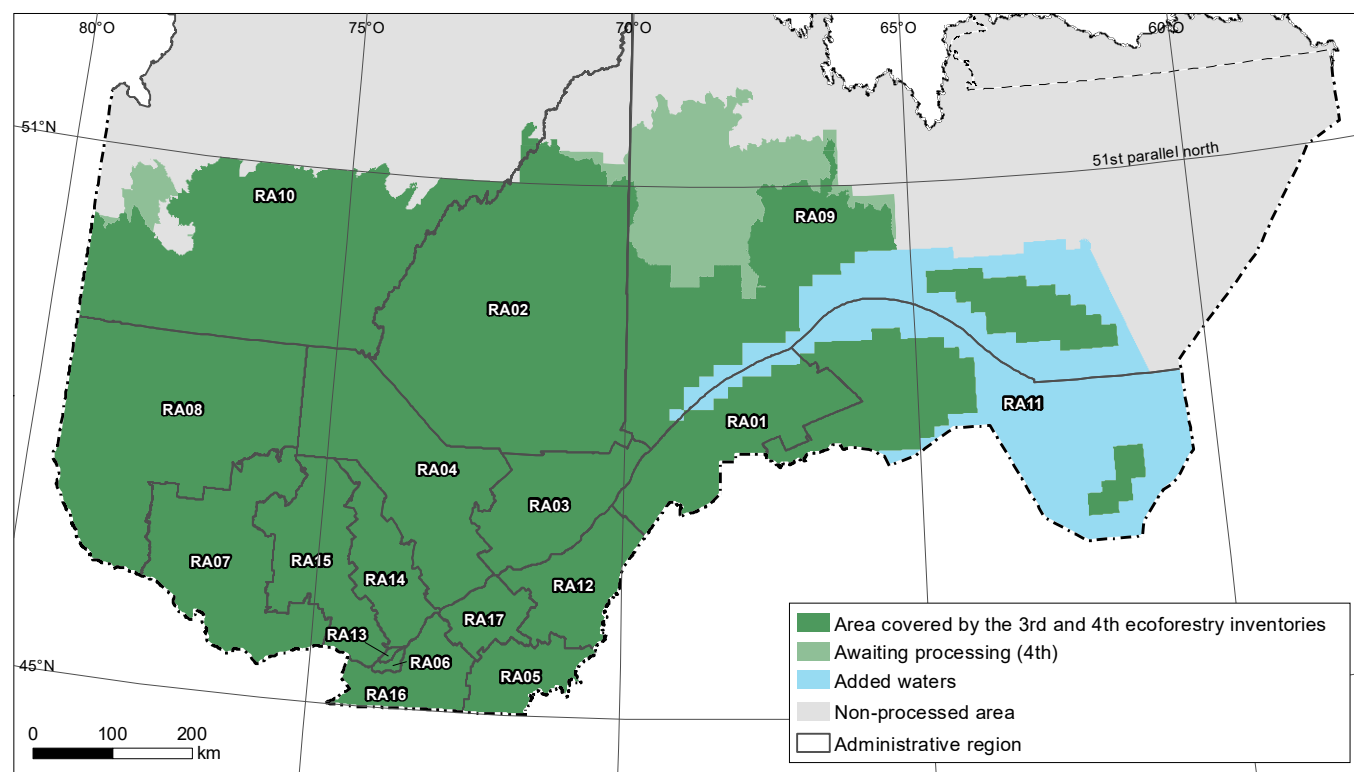 80°O
75°O
70°O
65°O
60°O
51°N
51st parallel north
RA10
RA09
RA02
RA08
RA11
RA01
RA04
RA03
RA07
RA15
RA14
RA12
RA17
RA13
RA06
RA05
RA16
45°N
0 100 200
km
Area covered by the 3rd and 4th ecoforestry inventories
Awaiting processing (4th)
Added waters
Non-processed area
Administrative region